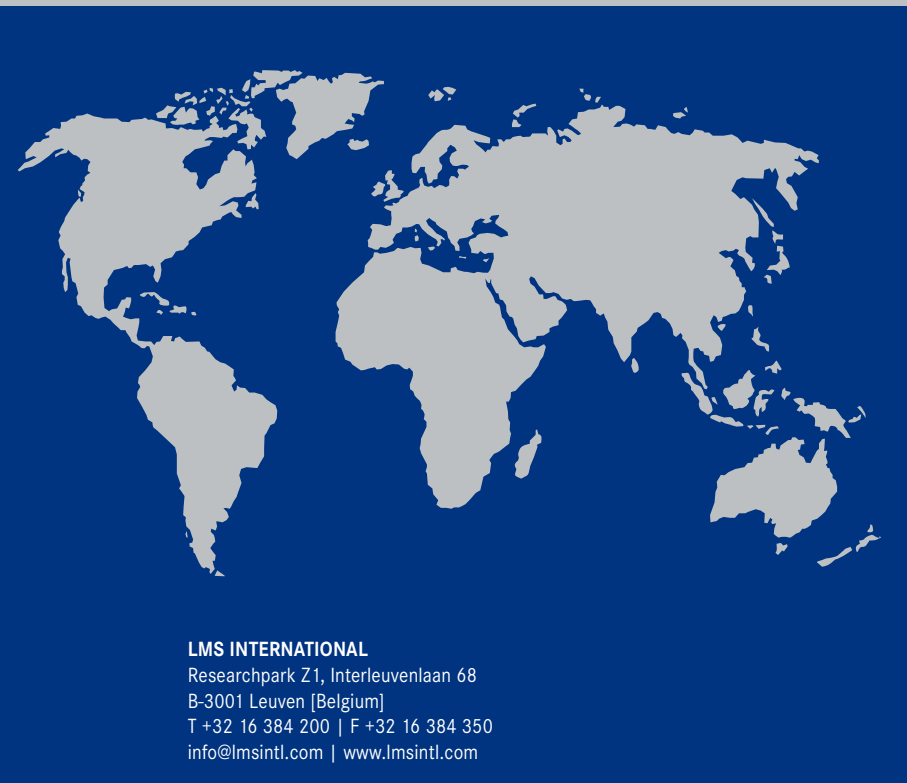 LMS INTERNATIONAL
Researchpark Z1, Interleuvenlaan 68
B-3001 Leuven [Belgium]
T +32 16 384 200 | F +32 16 384 350
info@lmsintl.com | www.lmsintl.com